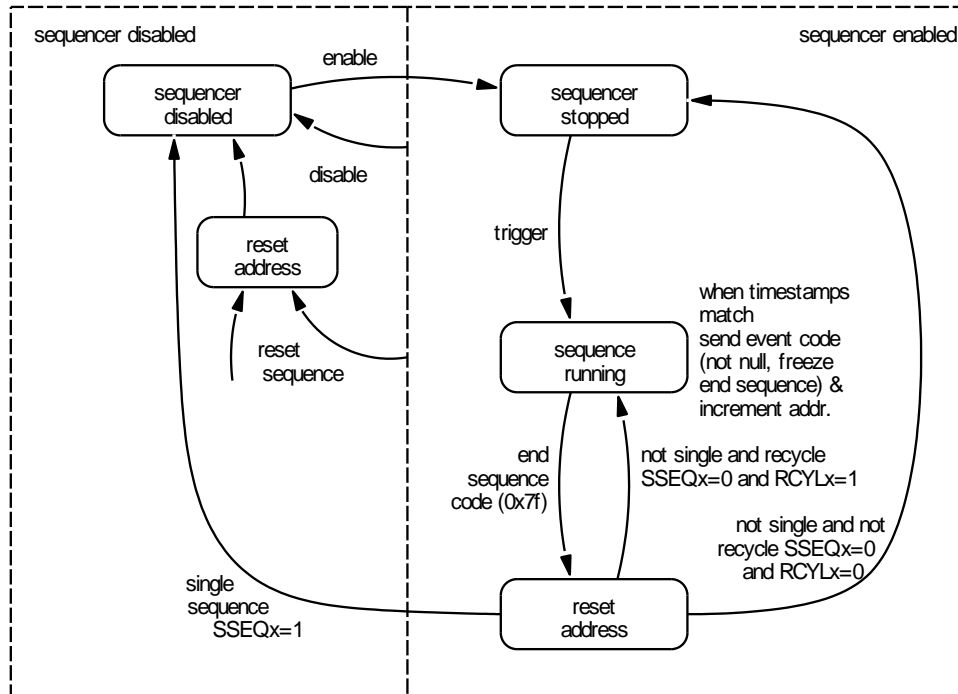 sequencer disabled
sequencer enabled
enable
sequencer
disabled
sequencer
stopped
disable
trigger
reset
address
when timestamps
match
send event code
(not null, freeze
end sequence) &
increment addr.
reset
sequence
sequence
running
end
sequence
code (0x7f)
not single and recycle
SSEQx=0 and RCYLx=1
not single and not
recycle SSEQx=0
and RCYLx=0
single
sequence
SSEQx=1
reset
address